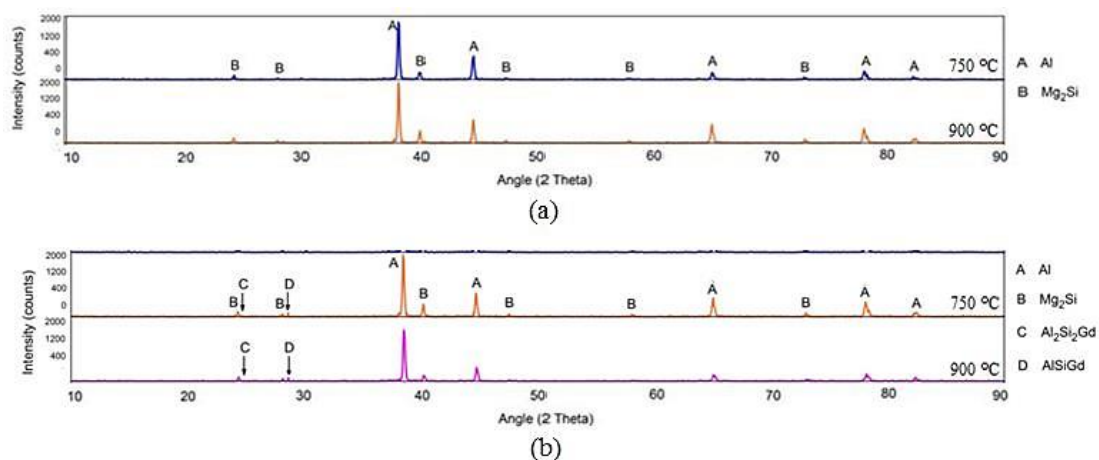 2000
1200
400
0
2000
1200
400
0
Intensity (counts)
A
B
B
B
A
B
B
A
B
A
A
750 °C
900 °C
A Al
B Mg₂Si
10 20 30 40 50 60 70 80 90
Angle (2 Theta)
(a)
2000
1200
400
0
2000
1200
400
Intensity (counts)
C D
B B
A
B
A
B
B
A
B
A
A
750 °C
C D
900 °C
A Al
B Mg₂Si
C Al₂Si₂Gd
D AlSiGd
10 20 30 40 50 60 70 80 90
Angle (2 Theta)
(b)